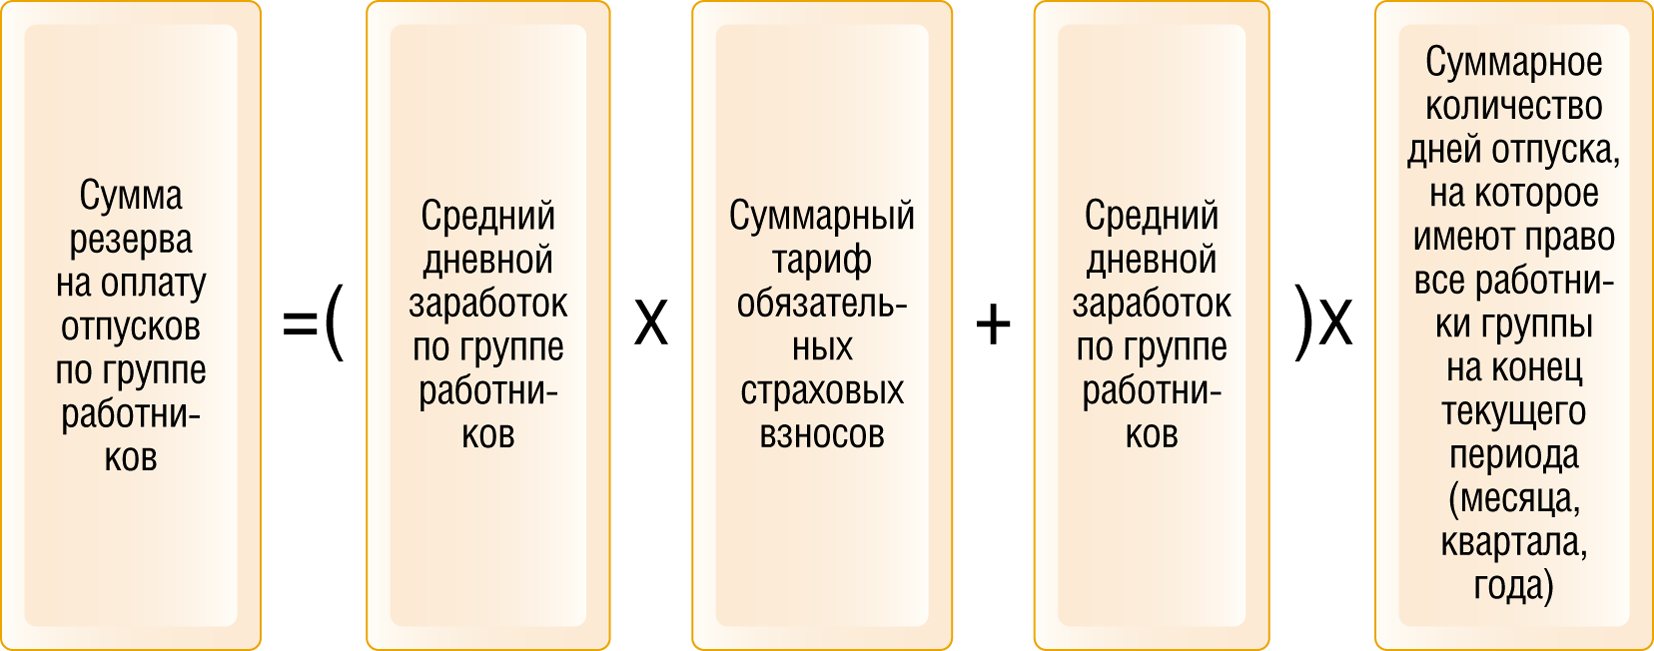 Сумма
резерва
на оплату
отпусков
по группе
работни-
ков
=(
Средний
дневной
заработок
по группе
работни-
ков
х
Суммарный
тариф
обязатель-
ных
страховых
взносов
+
Средний
дневной
заработок
по группе
работни-
ков
)х
Суммарное
количество
дней отпуска,
на которое
имеют право
все работни-
ки группы
на конец
текущего
периода
(месяца,
квартала,
года)